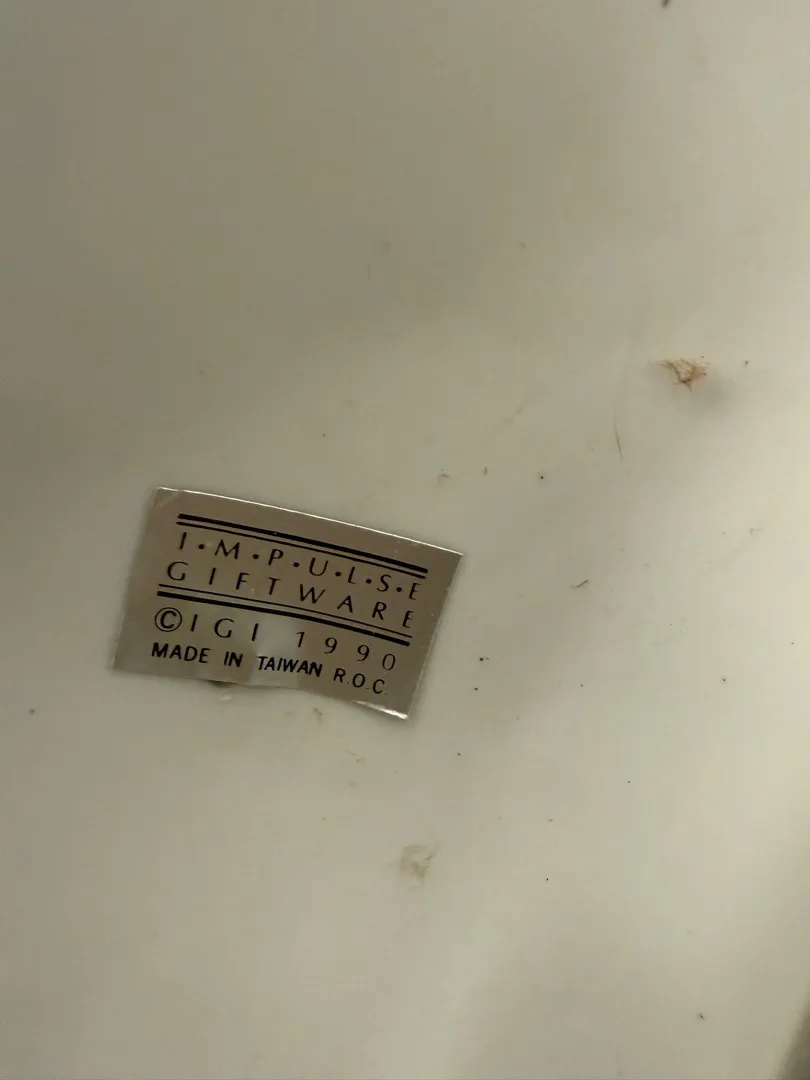 I·M·P·U·L·S·E
GIFTWARE
©IGI 1990
MADE IN TAIWAN R.O.C.